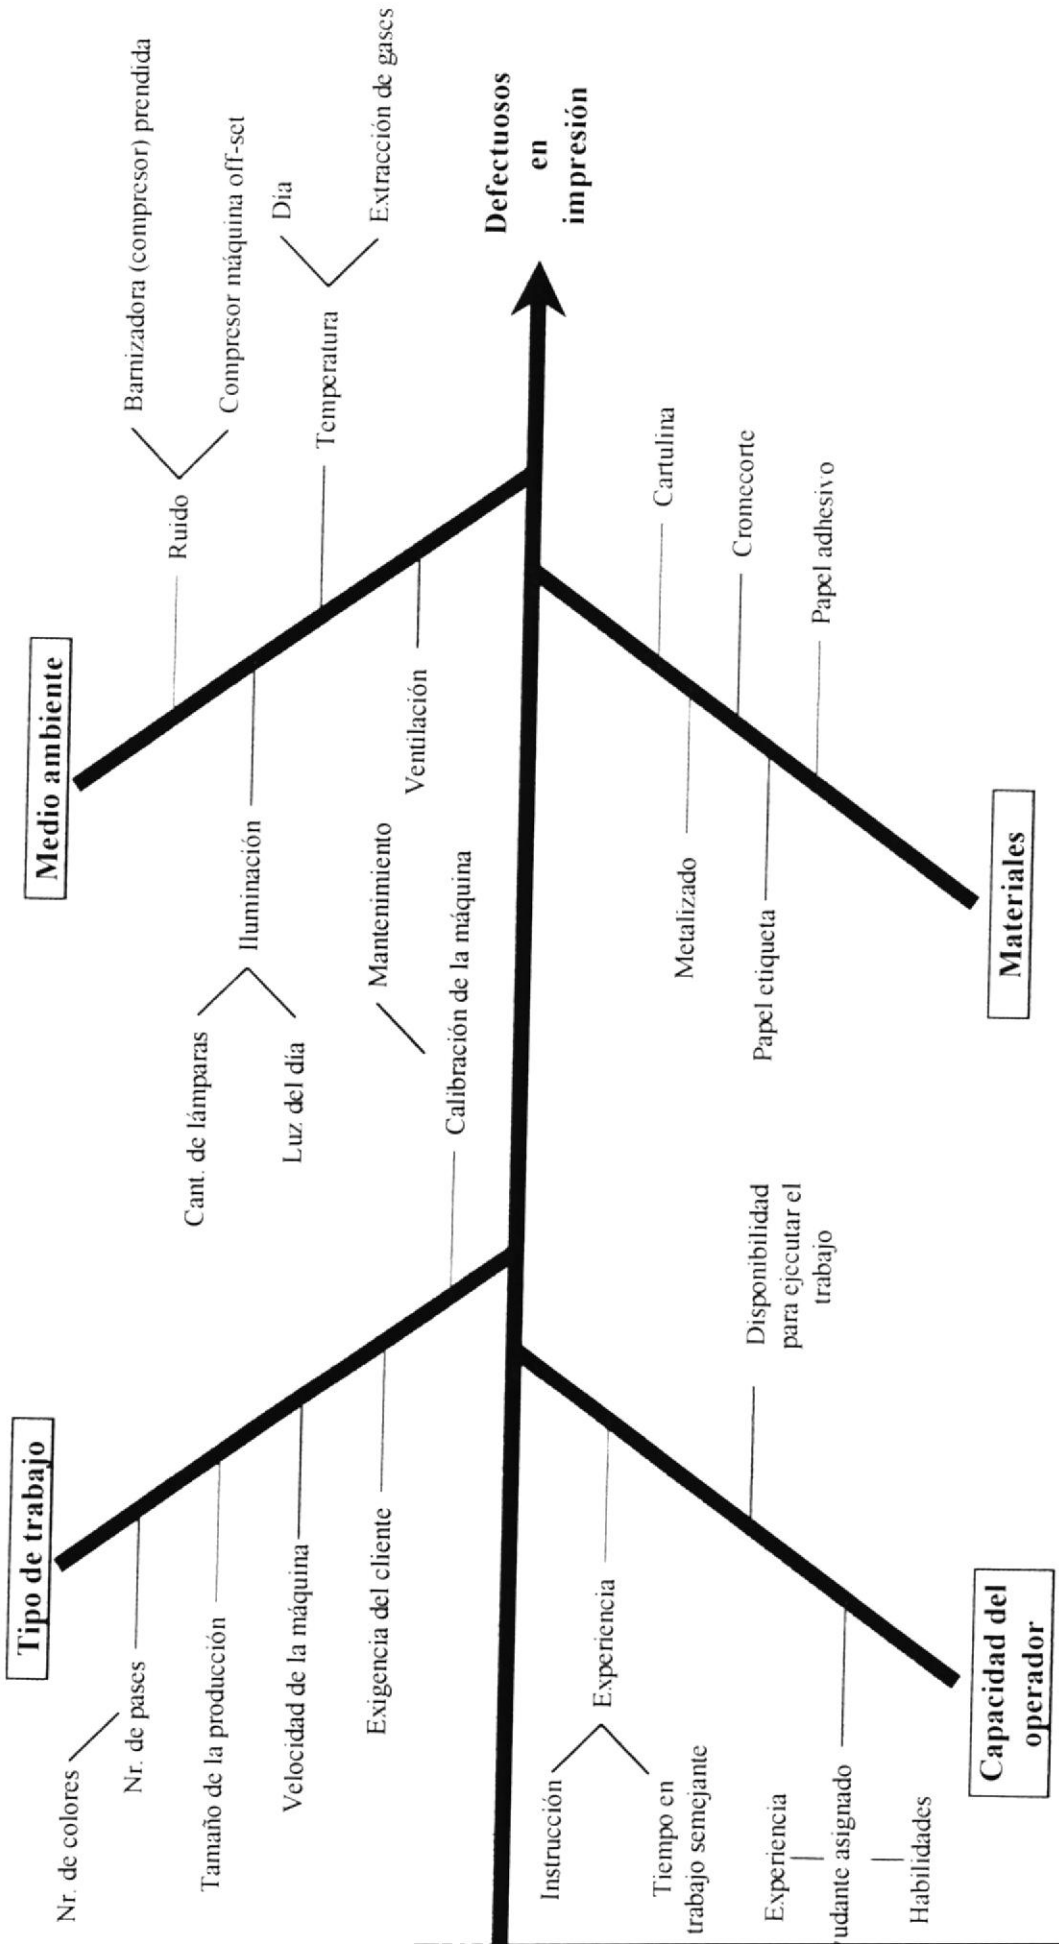 Tipo de trabajo
Nr. de colores
Nr. de pases
Tamaño de la producción
Velocidad de la máquina
Exigencia del cliente
Calibración de la máquina
Mantenimiento
Medio ambiente
Ruido
Barnizadora (compresor) prendida
Compresor máquina off-set
Iluminación
Cant. de lámparas
Luz del día
Temperatura
Dia
Extracción de gases
Ventilación
Defectuosos
en
impresión
Capacidad del
operador
Experiencia
Instrucción
Tiempo en
trabajo semejante
Disponibilidad
para ejecutar el
trabajo
Experiencia
udante asignado
Habilidades
Materiales
Cartulina
Metalizado
Cromecorte
Papel etiqueta
Papel adhesivo